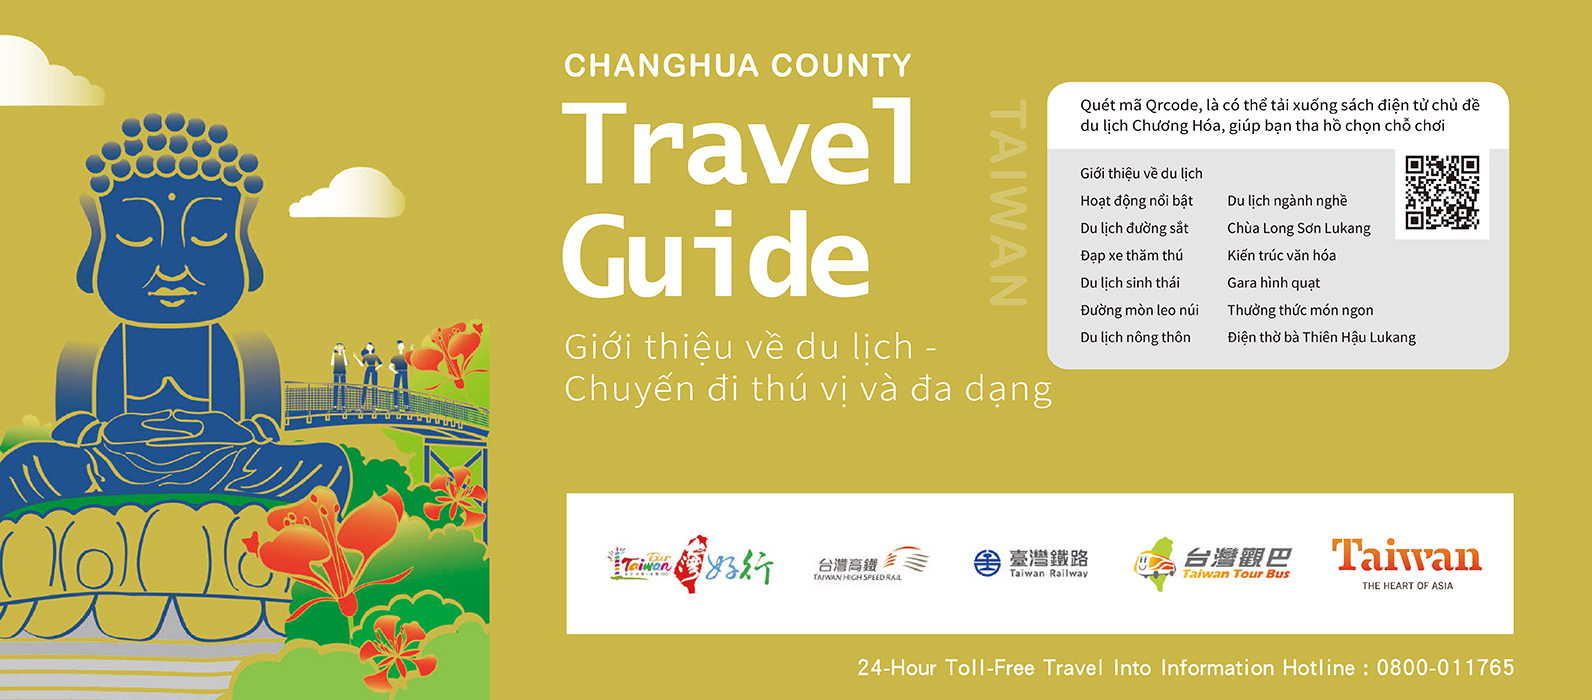 CHANGHUA COUNTY
Travel
Guide
Giới thiệu về du lịch -
Chuyến đi thú vị và đa dạng
TAIWAN
Quét mã Qrcode, là có thể tải xuống sách điện tử chủ đề
du lịch Chương Hóa, giúp bạn tha hồ chọn chỗ chơi
Giới thiệu về du lịch
Hoạt động nổi bật
Du lịch đường sắt
Đạp xe thăm thú
Du lịch sinh thái
Đường mòn leo núi
Du lịch nông thôn
Du lịch ngành nghề
Chùa Long Sơn Lukang
Kiến trúc văn hóa
Gara hình quạt
Thưởng thức món ngon
Điện thờ bà Thiên Hậu Lukang
Tour
Taiwan
好行
台灣高鐵
TAIWAN HIGH SPEED RAIL
臺灣鐵路
Taiwan Railway
台灣觀巴
Taiwan Tour Bus
Taiwan
THE HEART OF ASIA
24-Hour Toll-Free Travel Into Information Hotline : 0800-011765